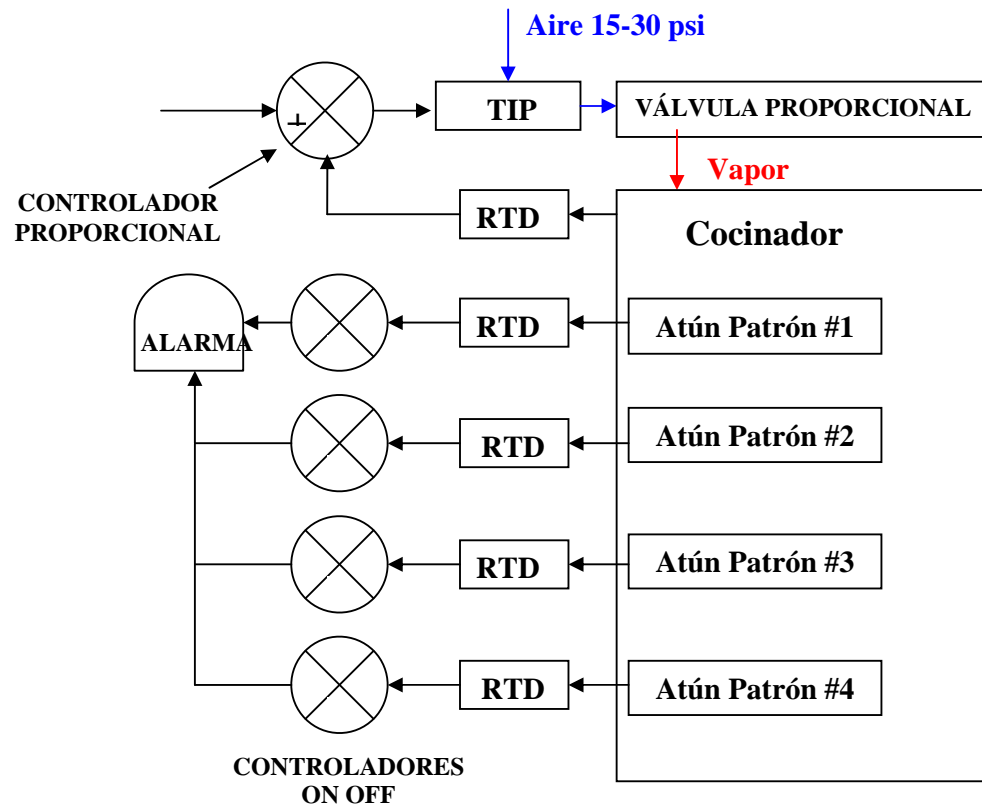 Aire 15-30 psi
TIP
VÁLVULA PROPORCIONAL
+
Vapor
CONTROLADOR
PROPORCIONAL
RTD
Cocinador
ALARMA
RTD
Atún Patrón #1
RTD
Atún Patrón #2
RTD
Atún Patrón #3
RTD
Atún Patrón #4
CONTROLADORES
ON OFF